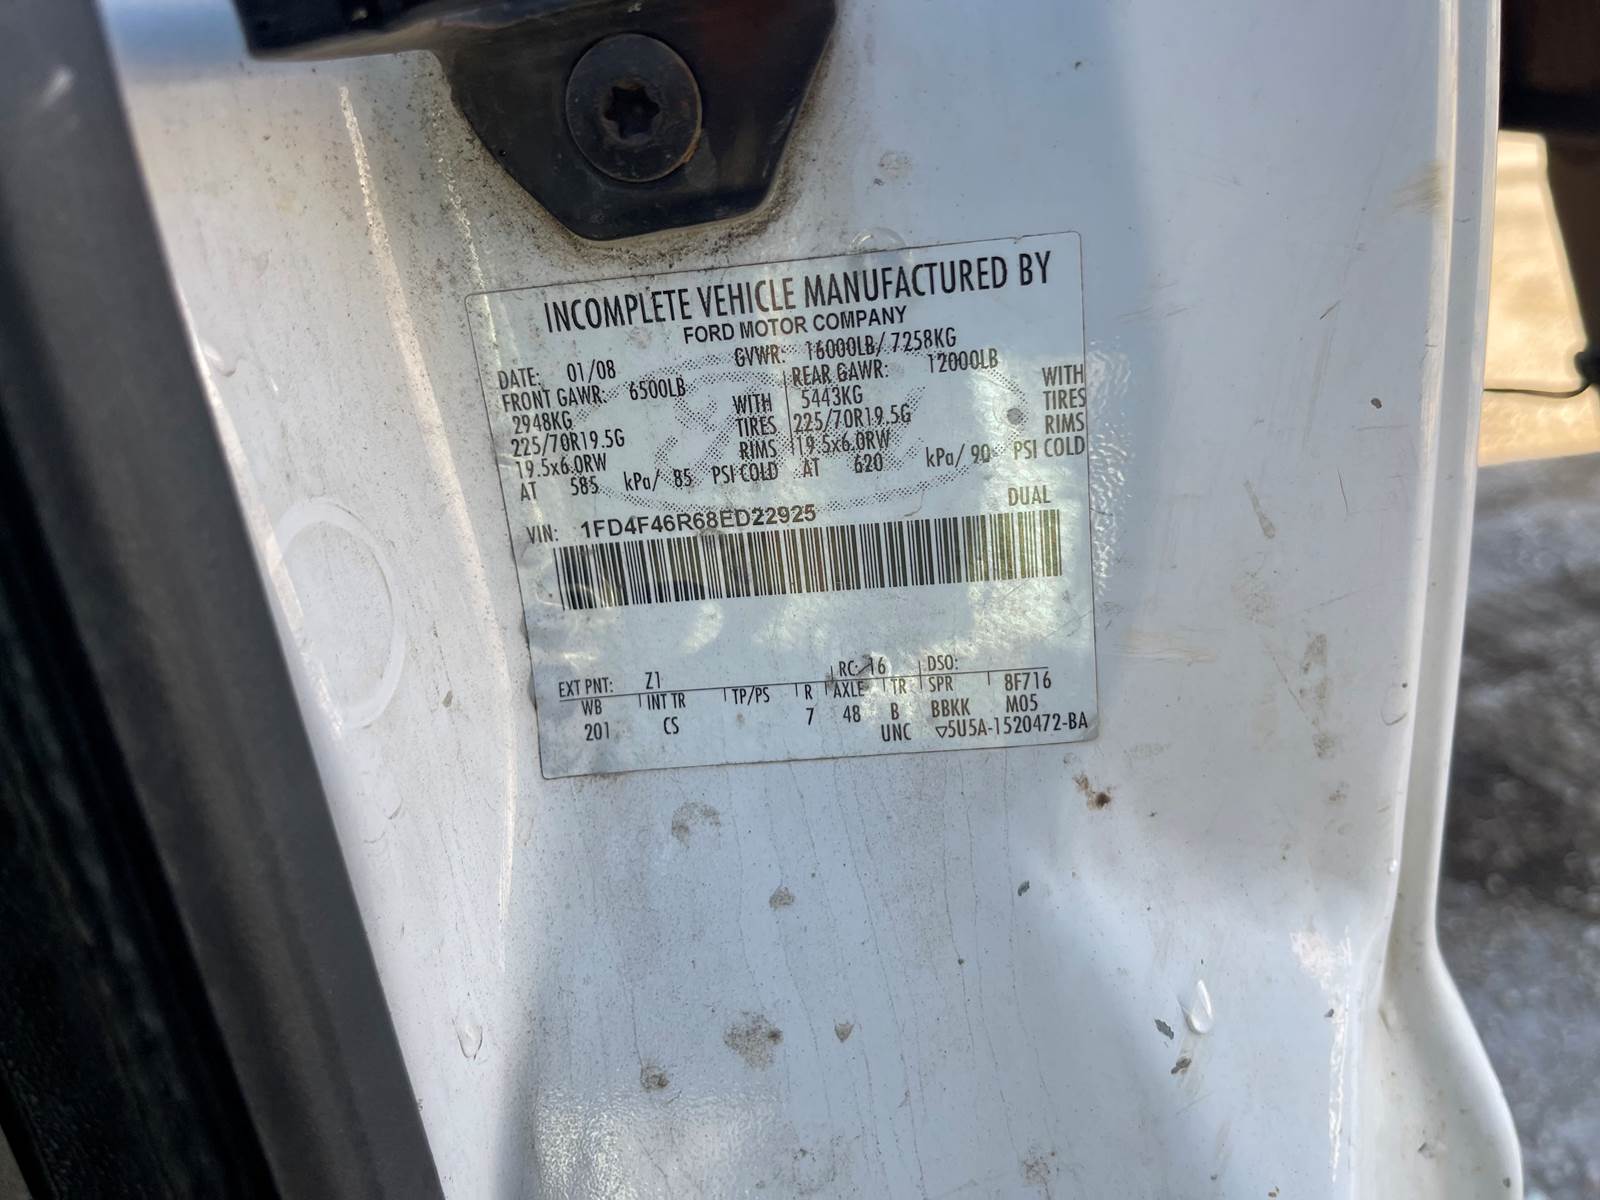 INCOMPLETE VEHICLE MANUFACTURED BY
FORD MOTOR COMPANY
DATE: 01/08 GVWR: 16000LB/ 7258KG
FRONT GAWR: 6500LB REAR GAWR: 12000LB
2948KG WITH 5443KG WITH
225/70R19.5G TIRES 225/70R19.5G TIRES
19.5x6.0RW RIMS 19.5x6.0RW RIMS
AT 585 kPa/ 85 PSI COLD AT 620 kPa/ 90 PSI COLD
VIN: 1FD4F46R68ED22925 DUAL
EXT PNT: Z1 RC: 16 DSO:
WB INT TR TP/PS R AXLE TR SPR 8F716
201 CS 7 48 B BBKK M05
UNC ▽5U5A-1520472-BA